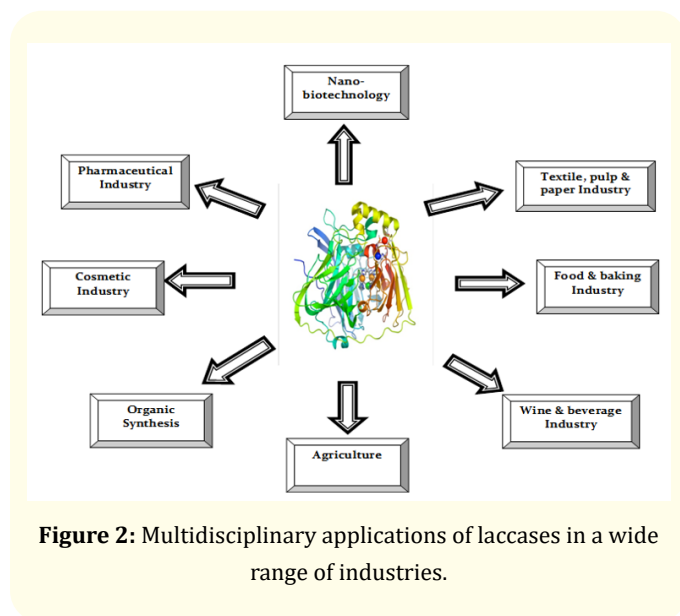 Nano-
biotechnology
Pharmaceutical
Industry
Textile, pulp &
paper Industry
Cosmetic
Industry
Food & baking
Industry
Organic
Synthesis
Wine & beverage
Industry
Agriculture
Figure 2: Multidisciplinary applications of laccases in a wide
range of industries.